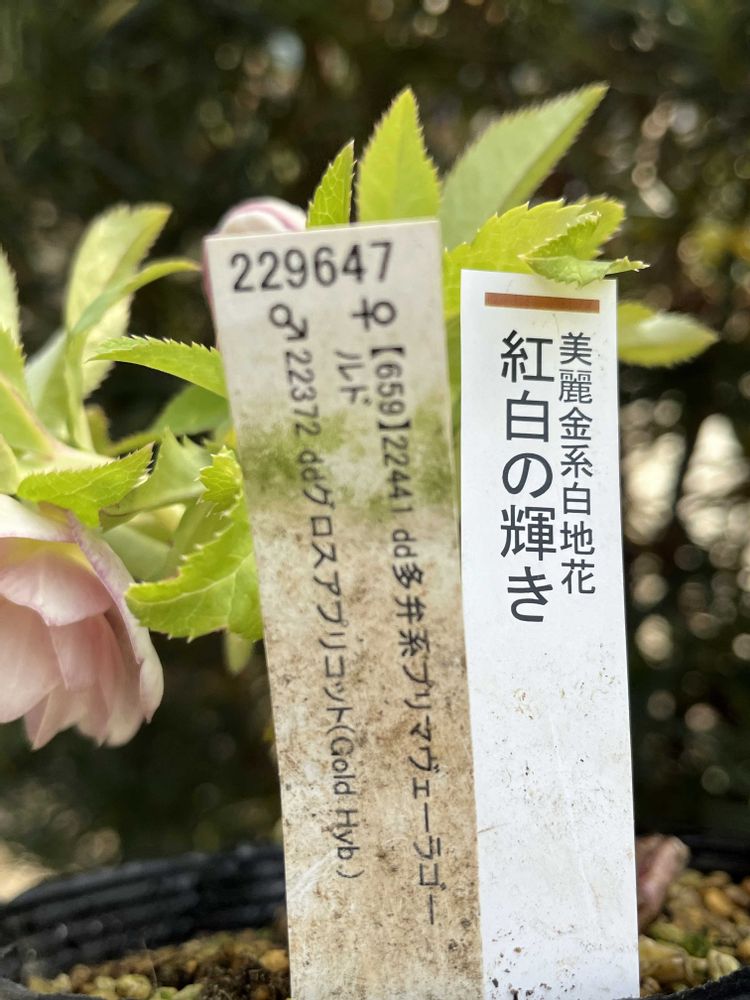 229647
♀【659】22441 dd多弁系プリマヴェーラゴー
ルド
♂22372 ddグロスアプリコット(Gold Hyb.)
美麗金系白地花
紅白の輝き